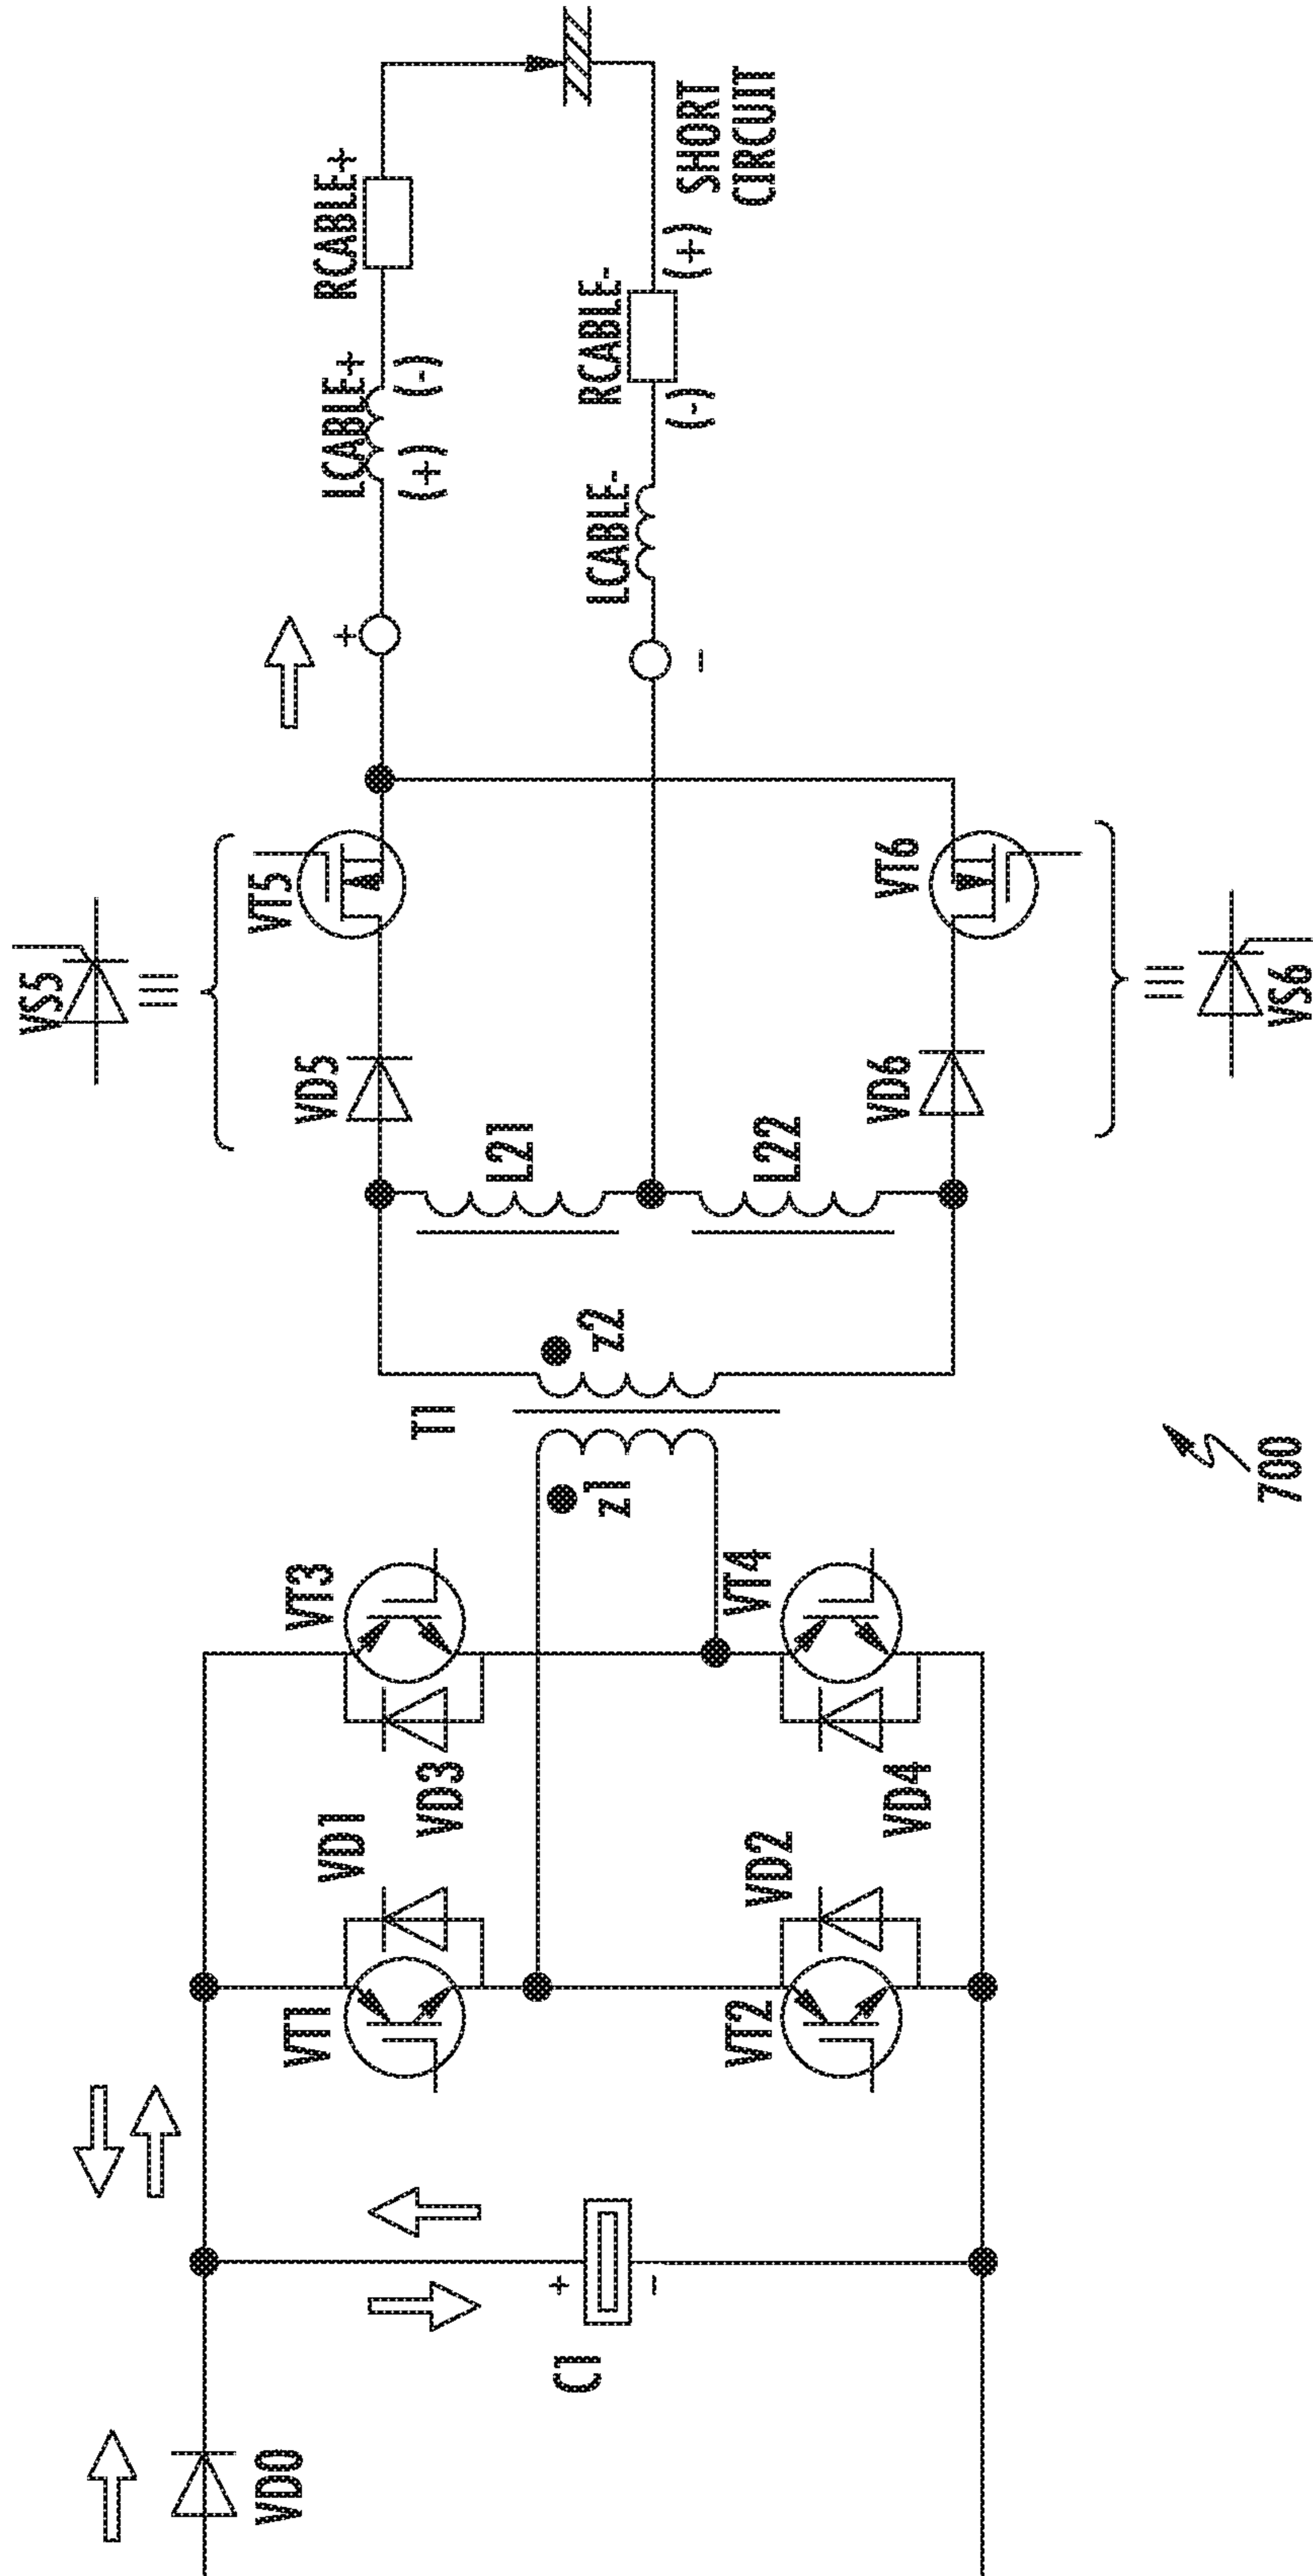 VD0
C1
+
-
VT1
VD1
VT2
VD2
VT3
VD3
VT4
VD4
T1
z1
z2
L21
L22
VD5
VT5
VS5
VD6
VT6
VS6
+
-
LCABLE+
(+)
(-)
RCABLE+
LCABLE-
RCABLE-
(-)
(+)
SHORT
CIRCUIT
700